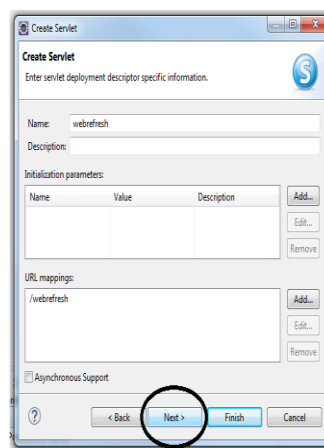 Create Servlet
Create Servlet
Enter servlet deployment descriptor specific information.
S
Name: webrefresh
Description:
Initialization parameters:
Name Value Description
Add...
Edit...
Remove
URL mappings:
/webrefresh
Add...
Edit...
Remove
Asynchronous Support
? < Back Next > Finish Cancel